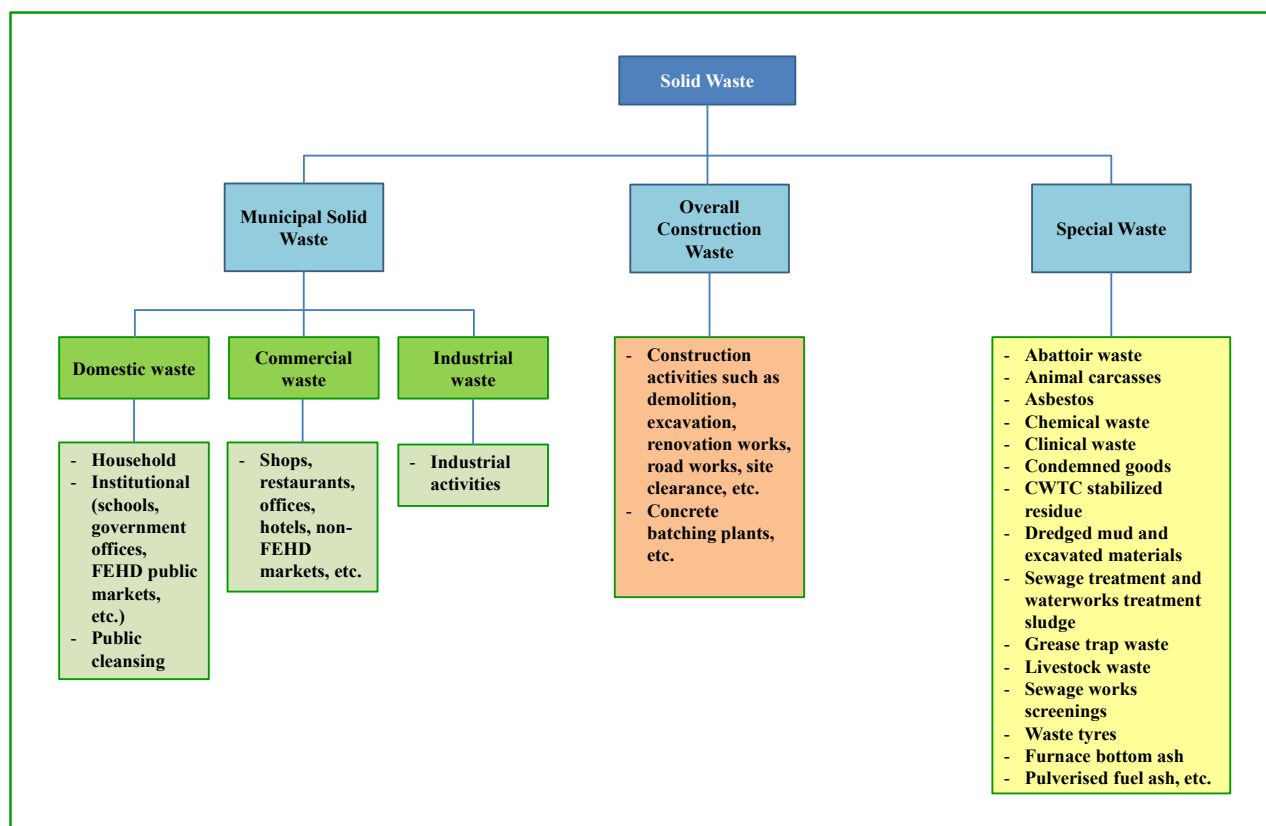 Solid Waste
Municipal Solid
Waste
Overall
Construction
Waste
Special Waste
Domestic waste
Commercial
waste
Industrial
waste
- Household
- Institutional
(schools,
government
offices,
FEHD public
markets,
etc.)
- Public
cleansing
- Shops,
restaurants,
offices,
hotels, non-
FEHD
markets, etc.
- Industrial
activities
- Construction
activities such as
demolition,
excavation,
renovation works,
road works, site
clearance, etc.
- Concrete
batching plants,
etc.
- Abattoir waste
- Animal carcasses
- Asbestos
- Chemical waste
- Clinical waste
- Condemned goods
- CWTC stabilized
residue
- Dredged mud and
excavated materials
- Sewage treatment and
waterworks treatment
sludge
- Grease trap waste
- Livestock waste
- Sewage works
screenings
- Waste tyres
- Furnace bottom ash
- Pulverised fuel ash, etc.